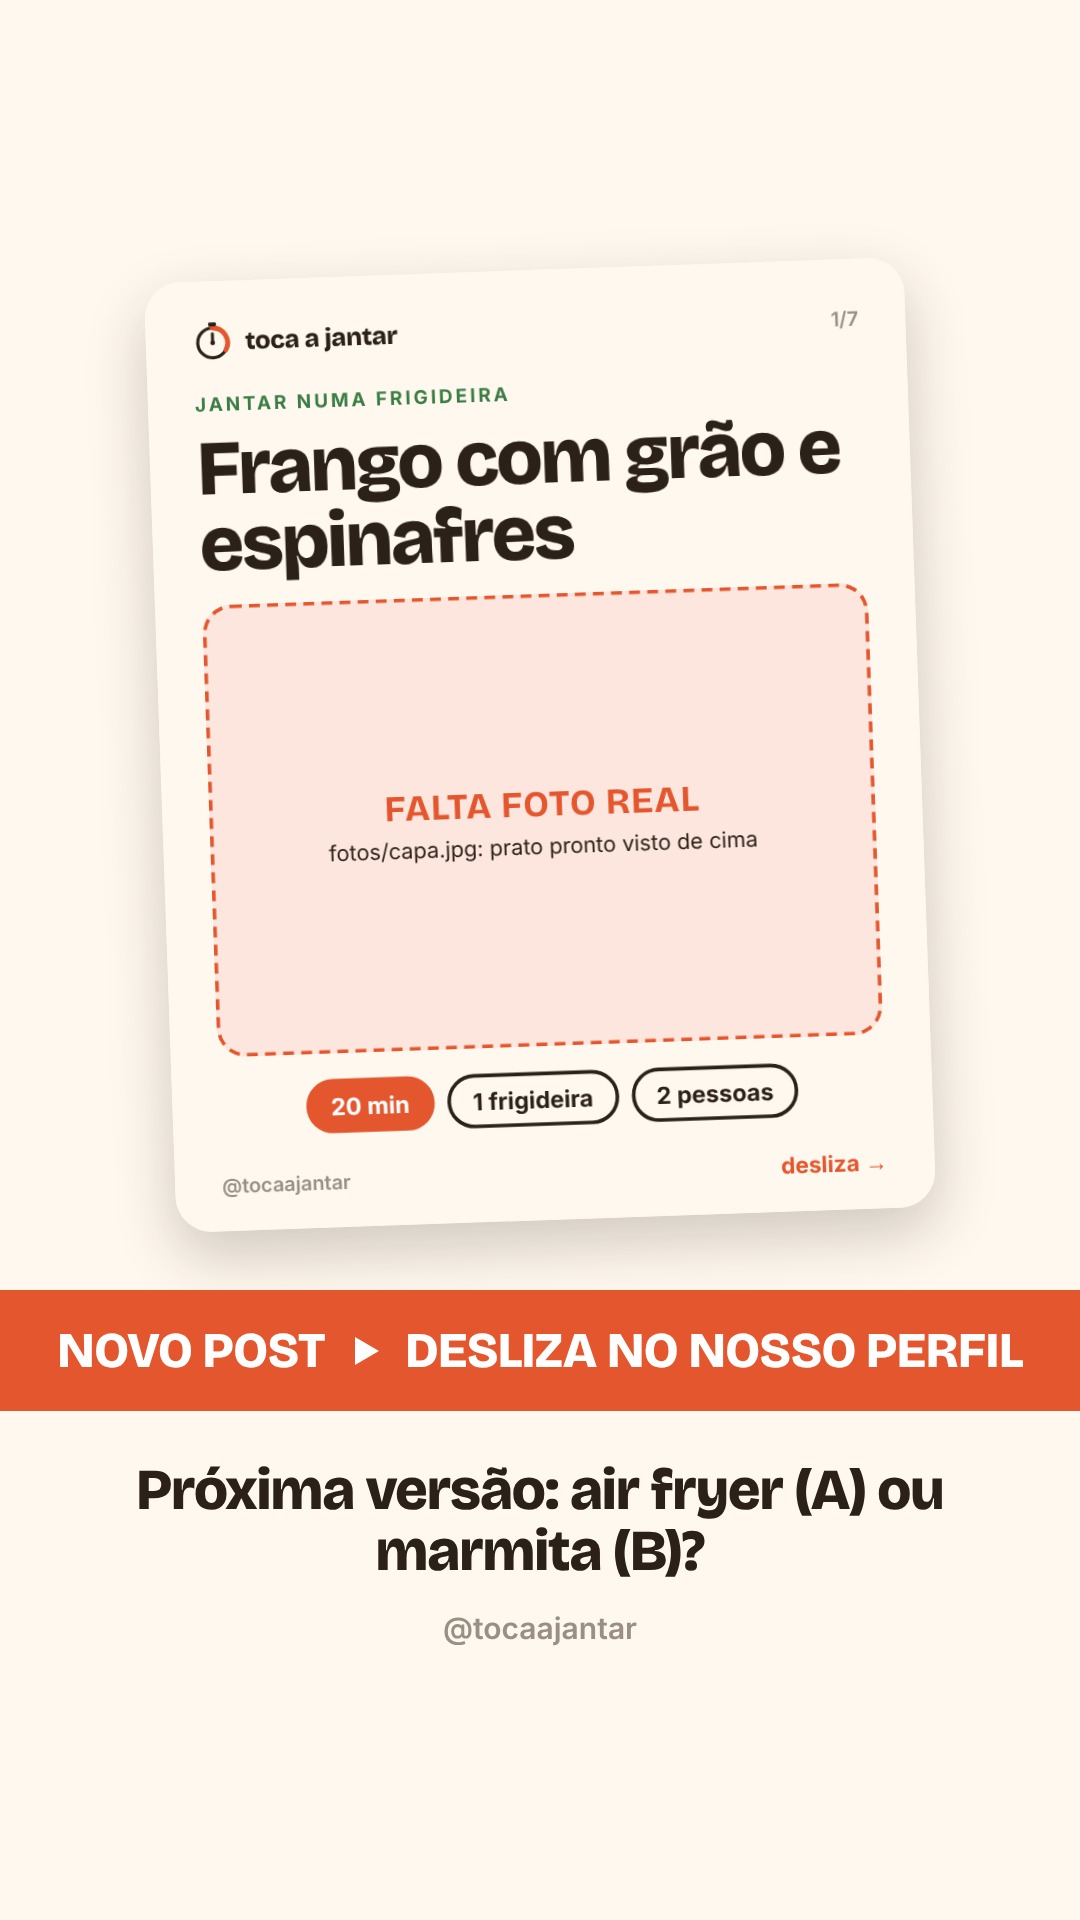 toca a jantar
1/7
JANTAR NUMA FRIGIDEIRA
Frango com grão e
espinafres
FALTA FOTO REAL
fotos/capa.jpg: prato pronto visto de cima
20 min
1 frigideira
2 pessoas
@tocaajantar
desliza →
NOVO POST ▶ DESLIZA NO NOSSO PERFIL
Próxima versão: air fryer (A) ou
marmita (B)?
@tocaajantar